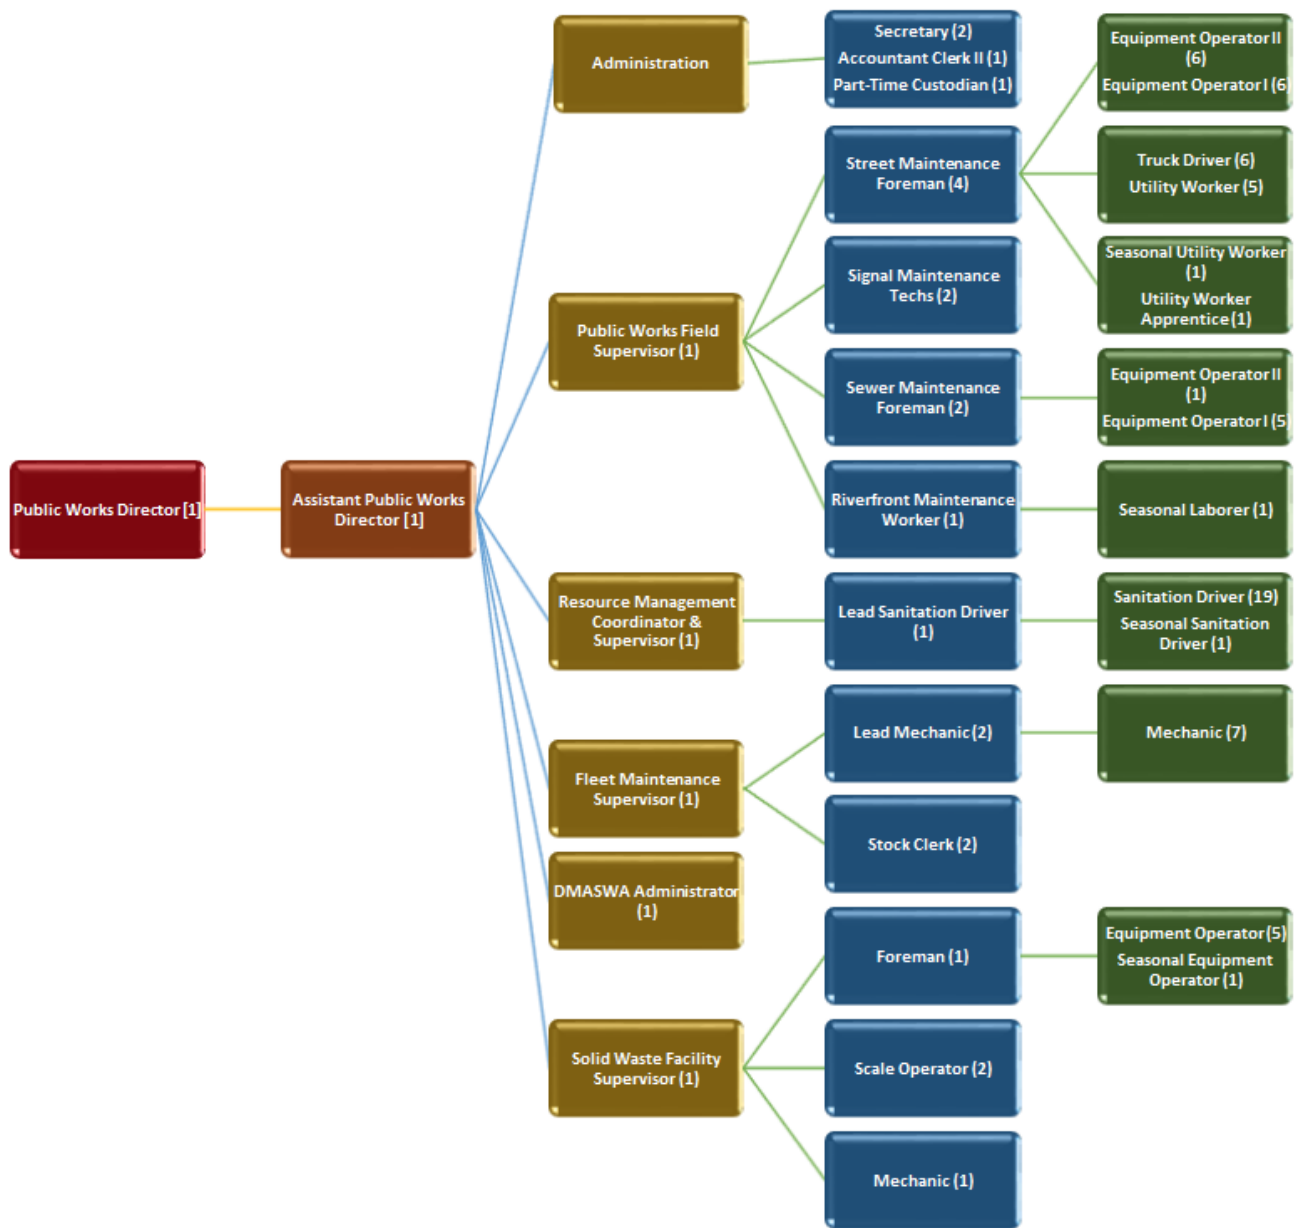 Public Works Director [1]
Assistant Public Works
Director [1]
Administration
Secretary (2)
Accountant Clerk II (1)
Part-Time Custodian (1)
Public Works Field
Supervisor (1)
Street Maintenance
Foreman (4)
Equipment Operator II
(6)
Equipment Operator I (6)
Truck Driver (6)
Utility Worker (5)
Seasonal Utility Worker
(1)
Utility Worker
Apprentice (1)
Signal Maintenance
Techs (2)
Sewer Maintenance
Foreman (2)
Equipment Operator II
(1)
Equipment Operator I (5)
Riverfront Maintenance
Worker (1)
Seasonal Laborer (1)
Resource Management
Coordinator &
Supervisor (1)
Lead Sanitation Driver
(1)
Sanitation Driver (19)
Seasonal Sanitation
Driver (1)
Fleet Maintenance
Supervisor (1)
Lead Mechanic (2)
Mechanic (7)
Stock Clerk (2)
DMASWA Administrator
(1)
Solid Waste Facility
Supervisor (1)
Foreman (1)
Equipment Operator (5)
Seasonal Equipment
Operator (1)
Scale Operator (2)
Mechanic (1)